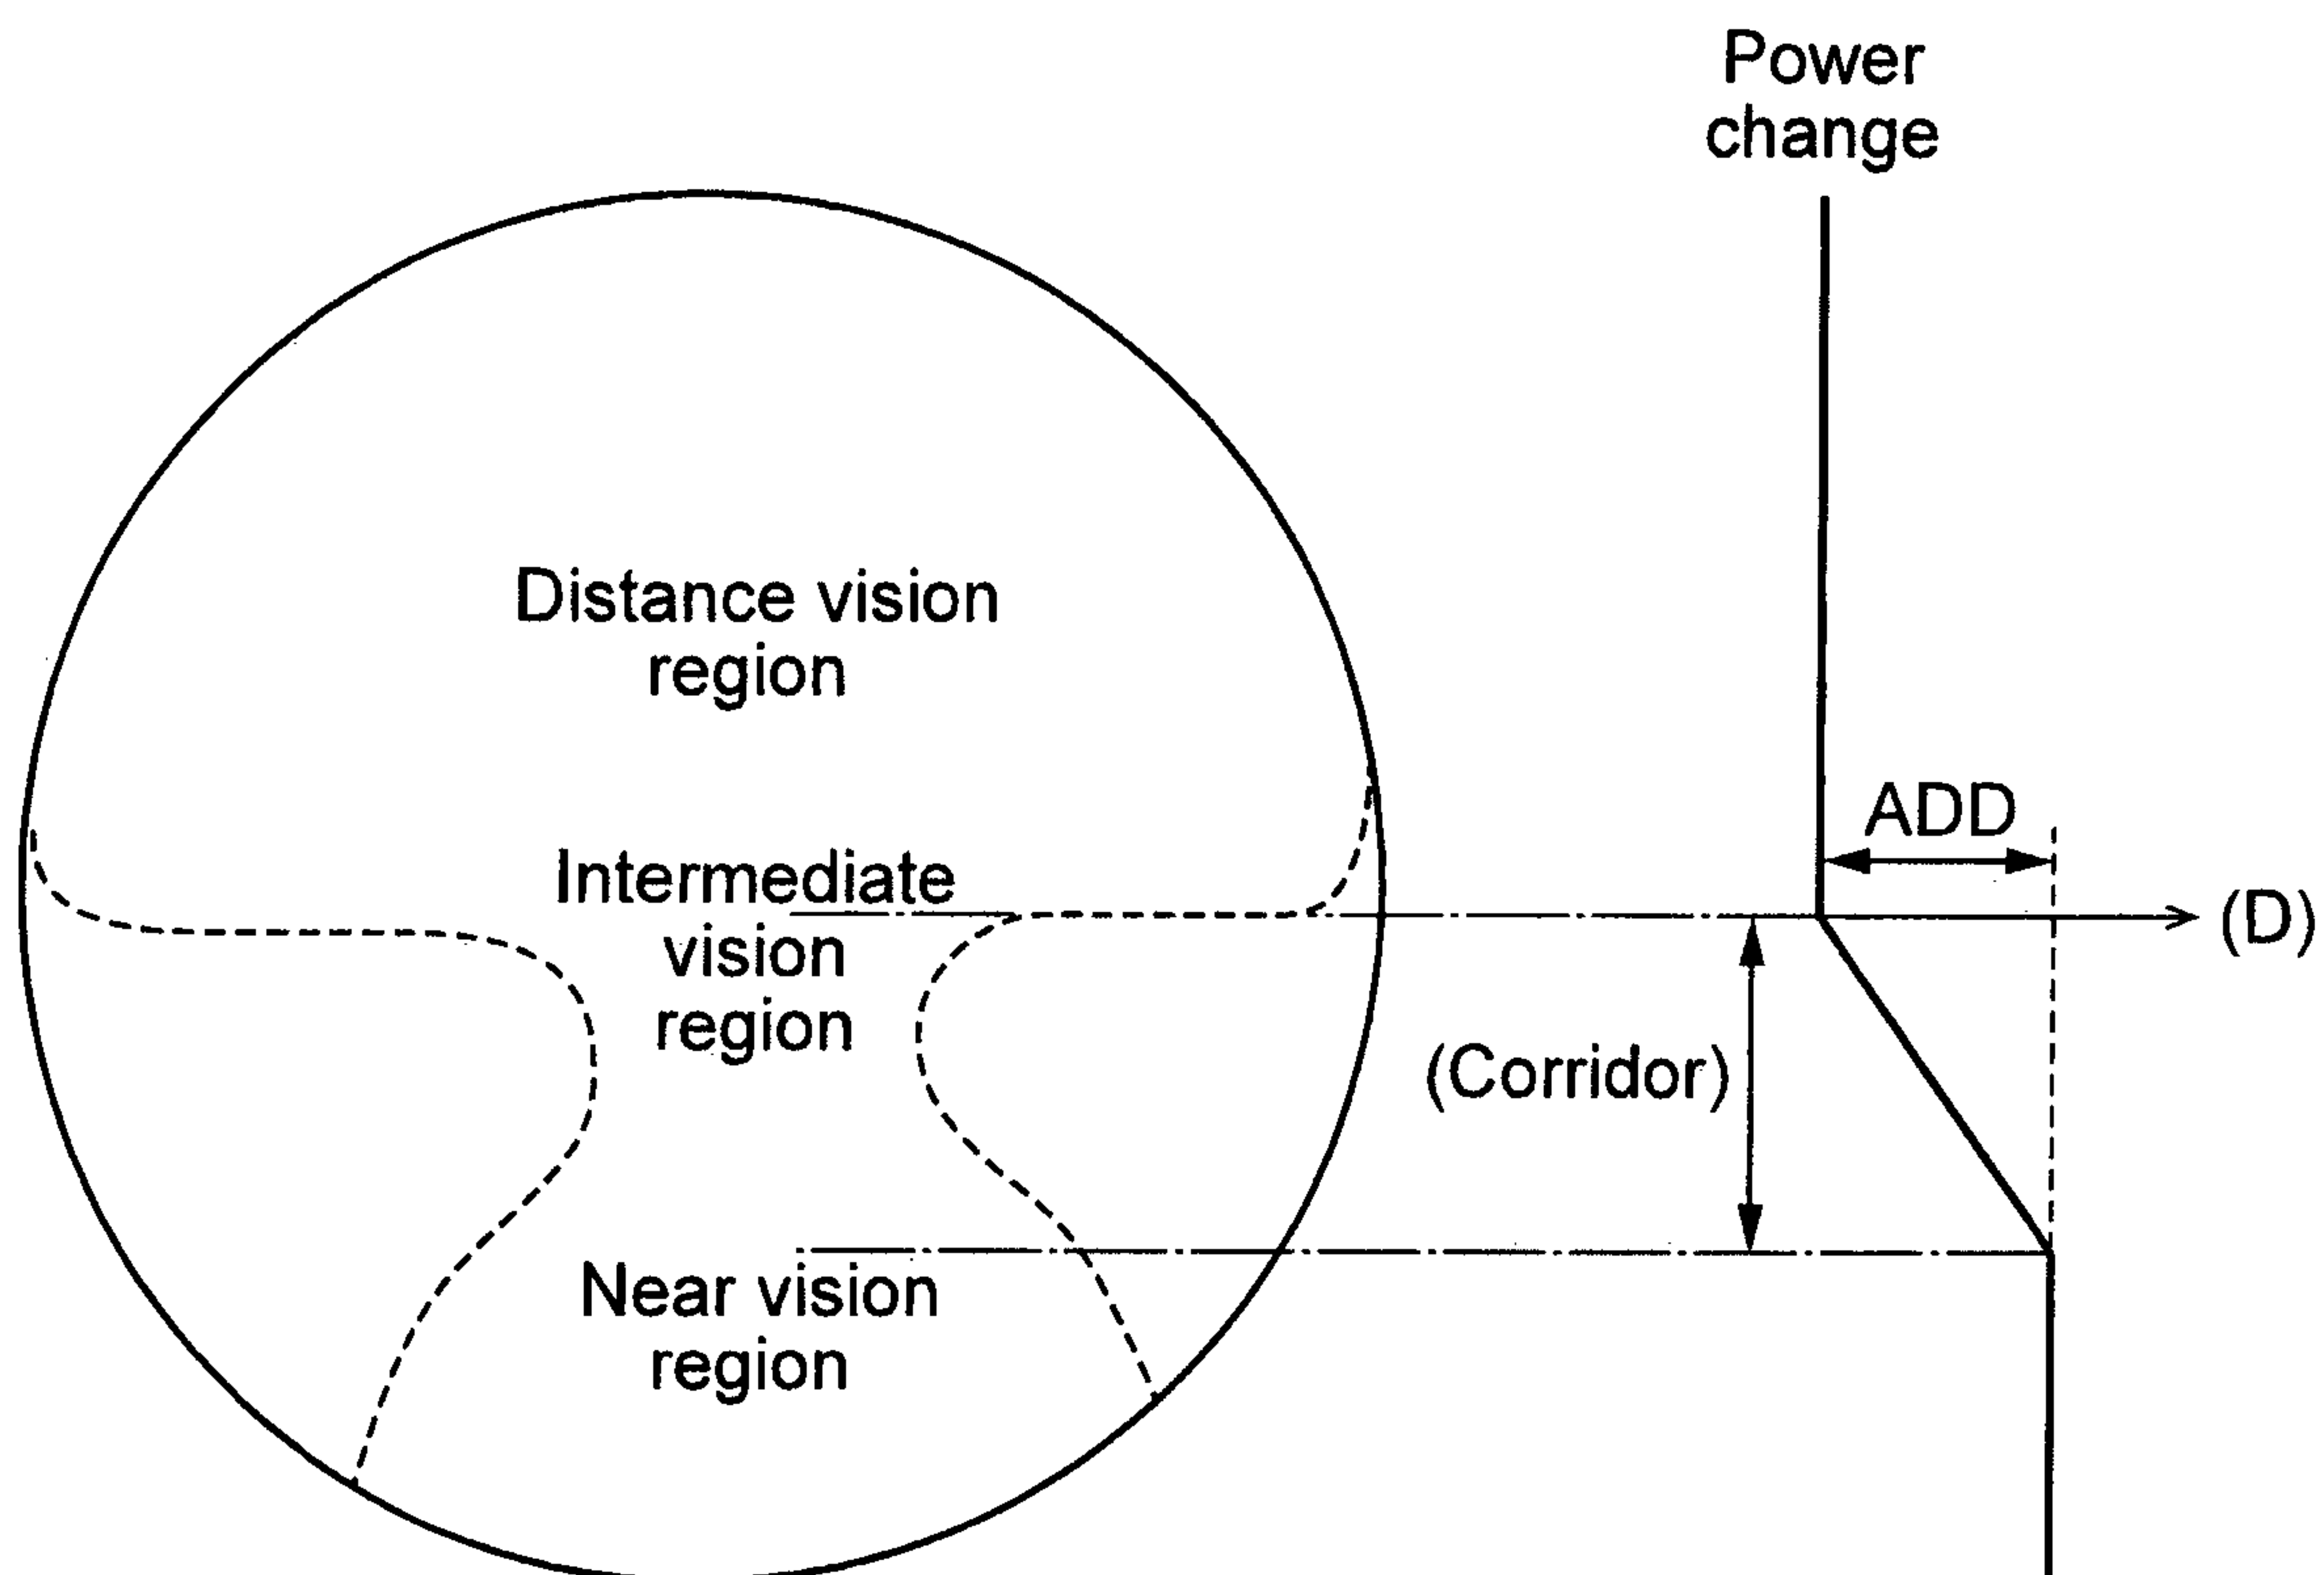 Power
change
Distance vision
region
ADD
Intermediate
(D)
vision
region
(Corridor)
Near vision
region